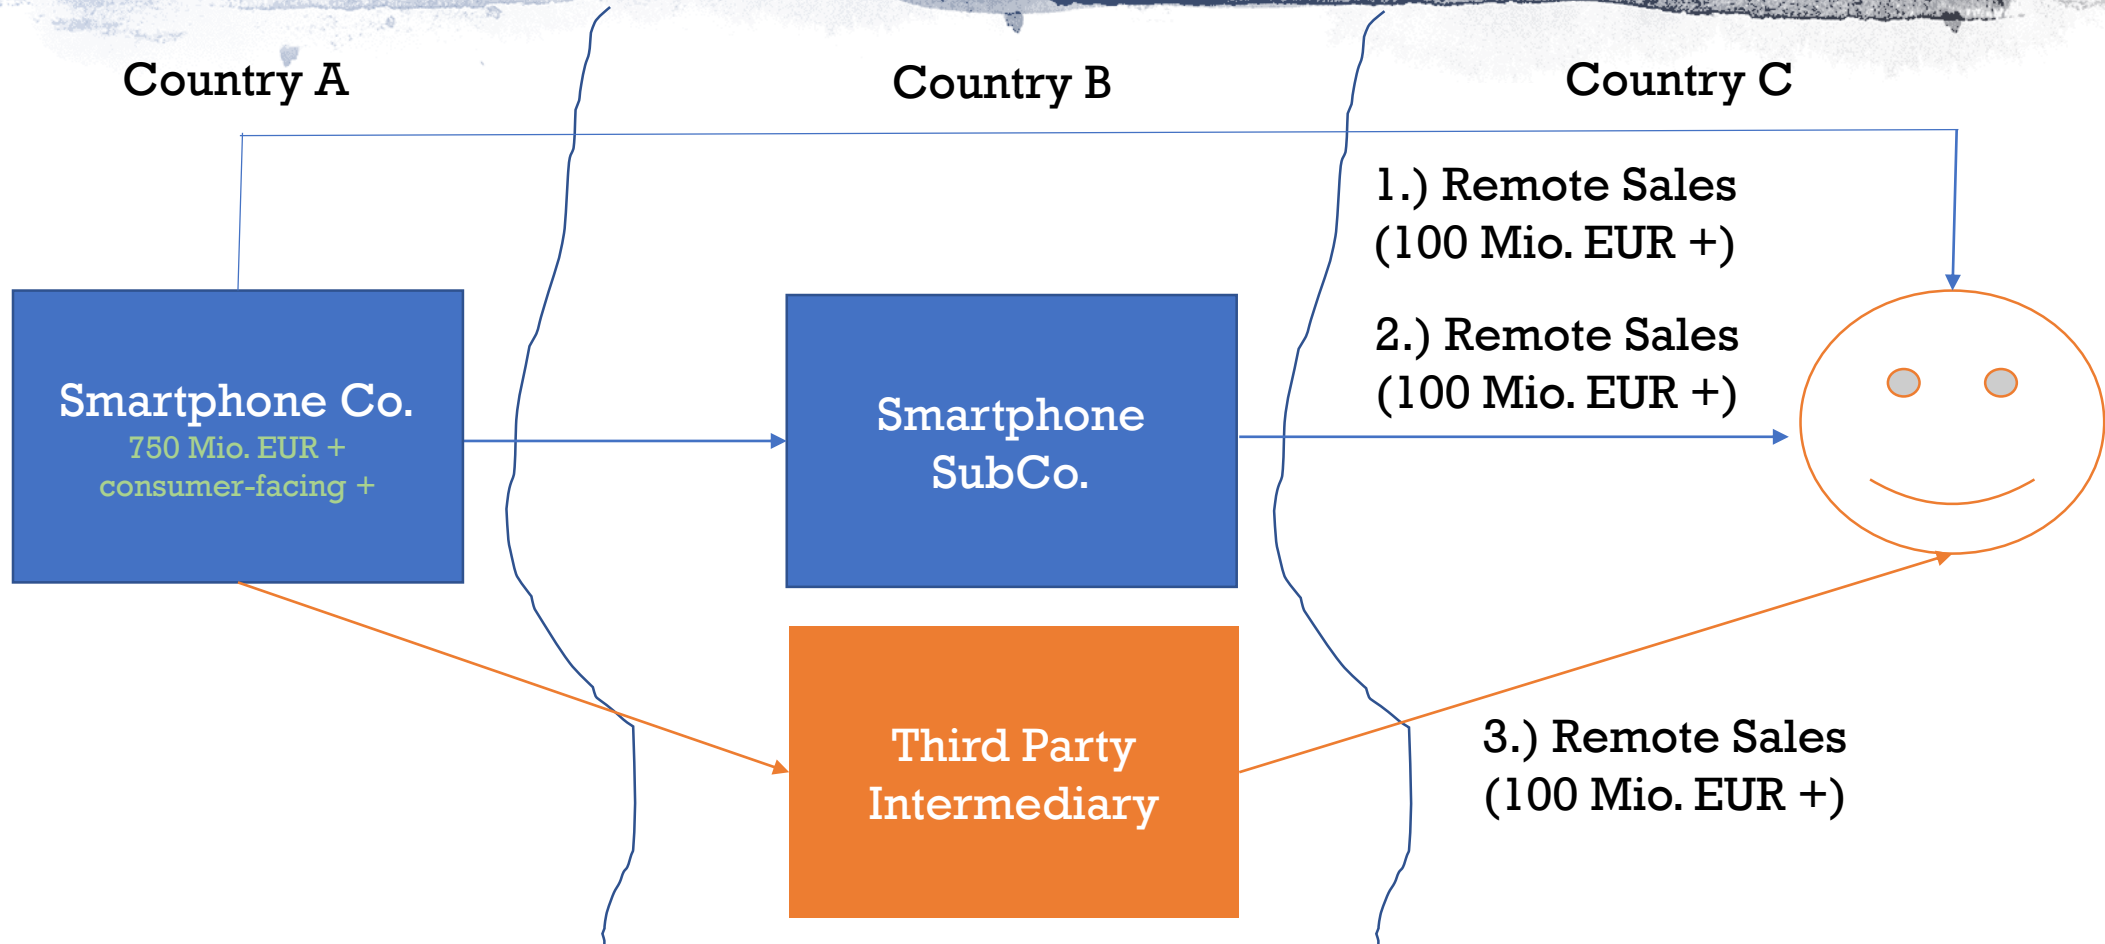 Country A
Country B
Country C
1.) Remote Sales
(100 Mio. EUR +)
2.) Remote Sales
(100 Mio. EUR +)
Smartphone Co.
750 Mio. EUR +
consumer-facing +
Smartphone
SubCo.
Third Party
Intermediary
3.) Remote Sales
(100 Mio. EUR +)